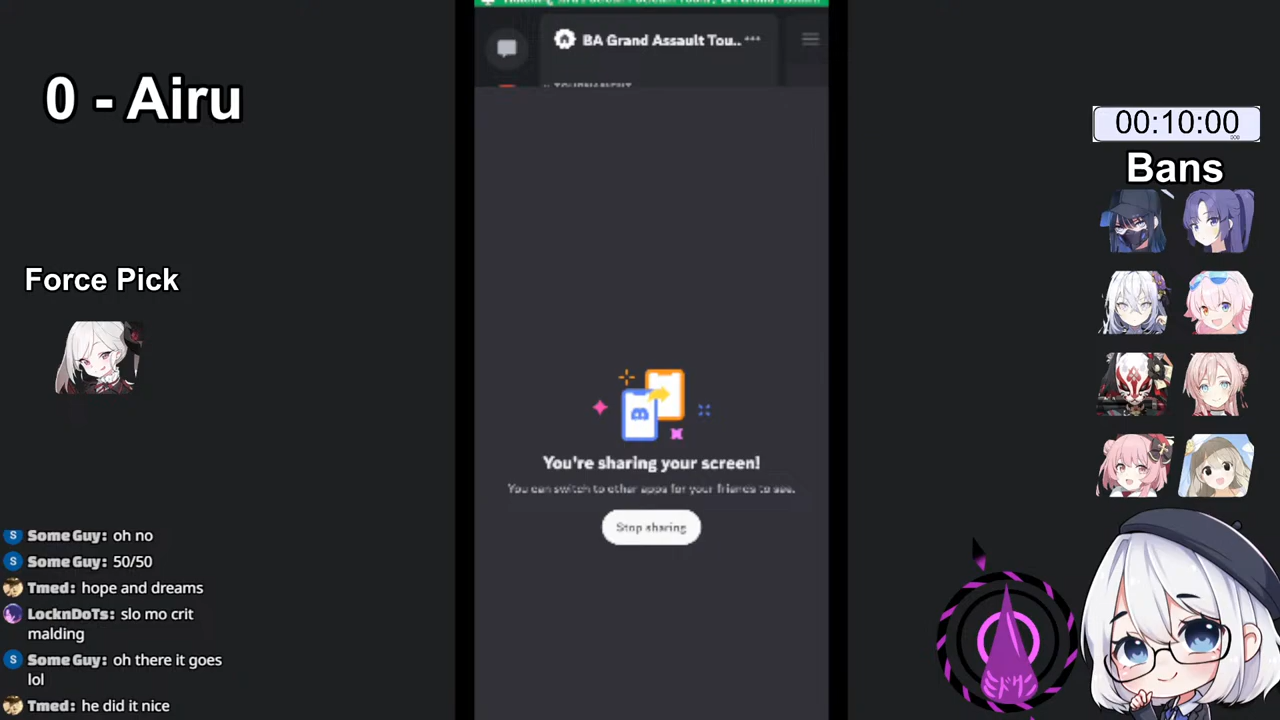 0 - Airu
BA Grand Assault Tou.. •••
TOURNAMENT
00:10:00
Bans
Force Pick
You're sharing your screen!
You can switch to other apps for your friends to see.
Stop sharing
S Some Guy: oh no
S Some Guy: 50/50
Tmed: hope and dreams
LocknDoTs: slo mo crit
malding
S Some Guy: oh there it goes
lol
Tmed: he did it nice